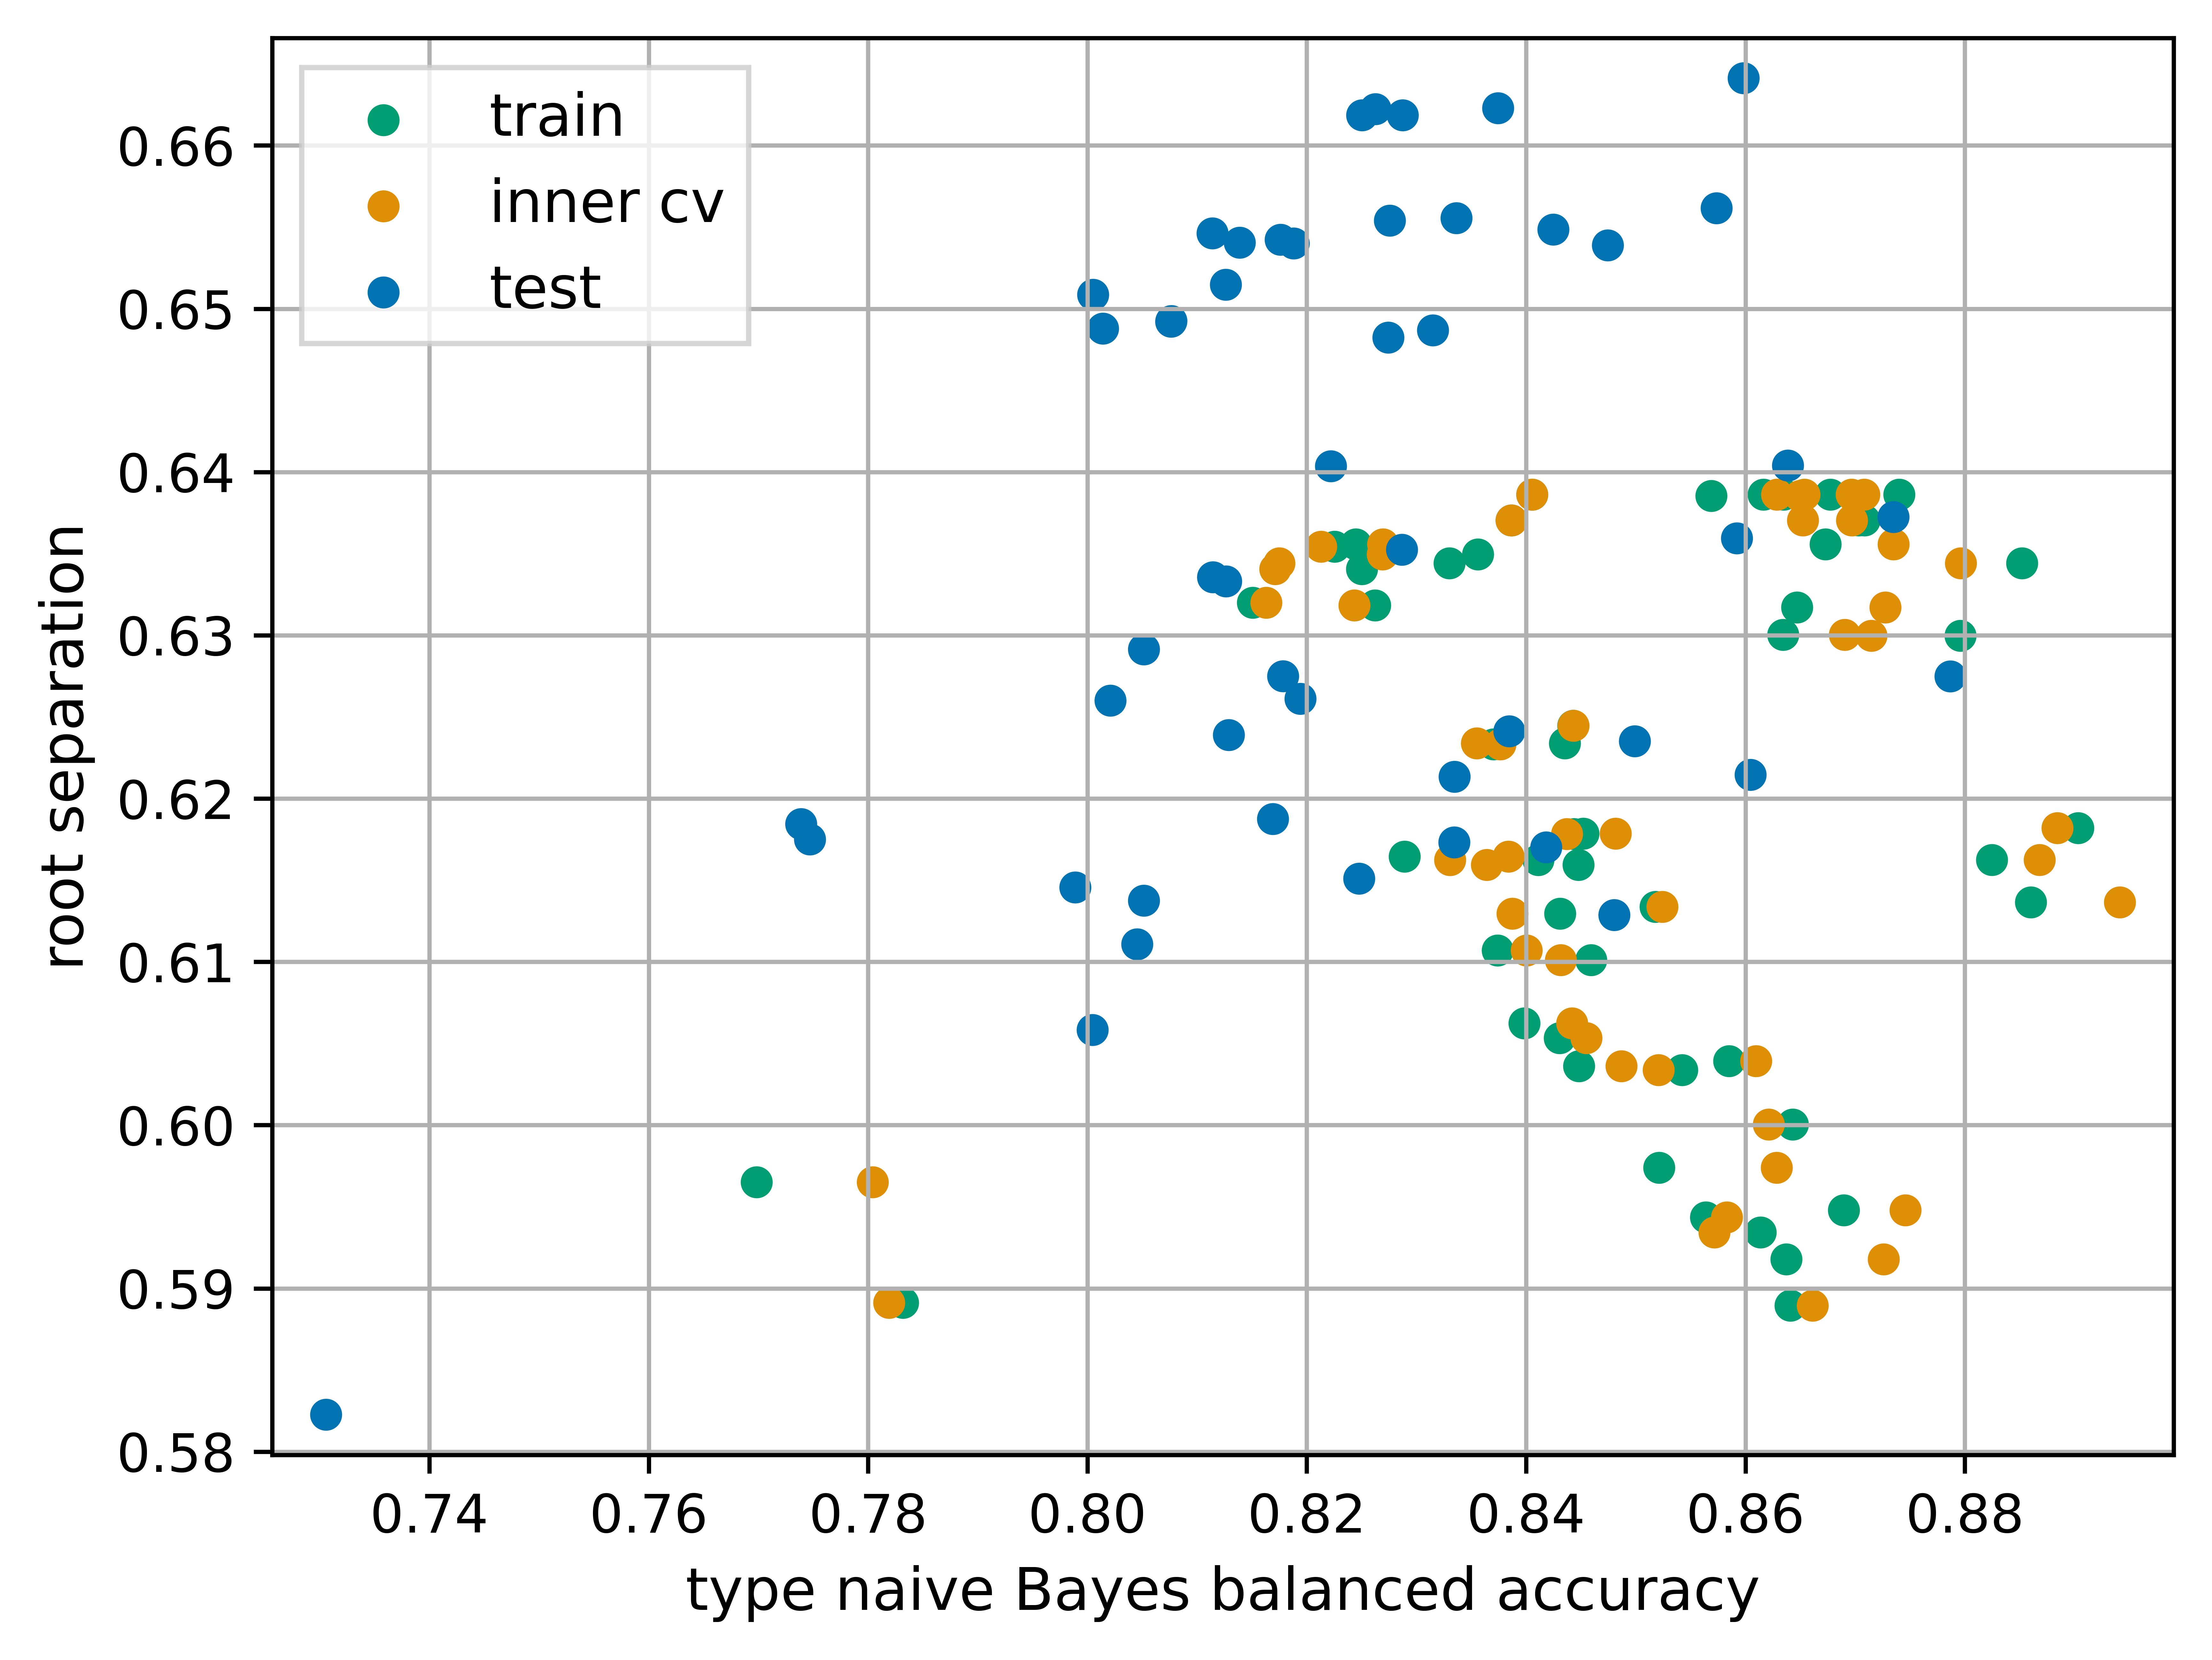 train
inner cv
test
0.66
0.65
0.64
0.63
0.62
0.61
0.60
0.59
0.58
root separation
0.74 0.76 0.78 0.80 0.82 0.84 0.86 0.88
type naive Bayes balanced accuracy